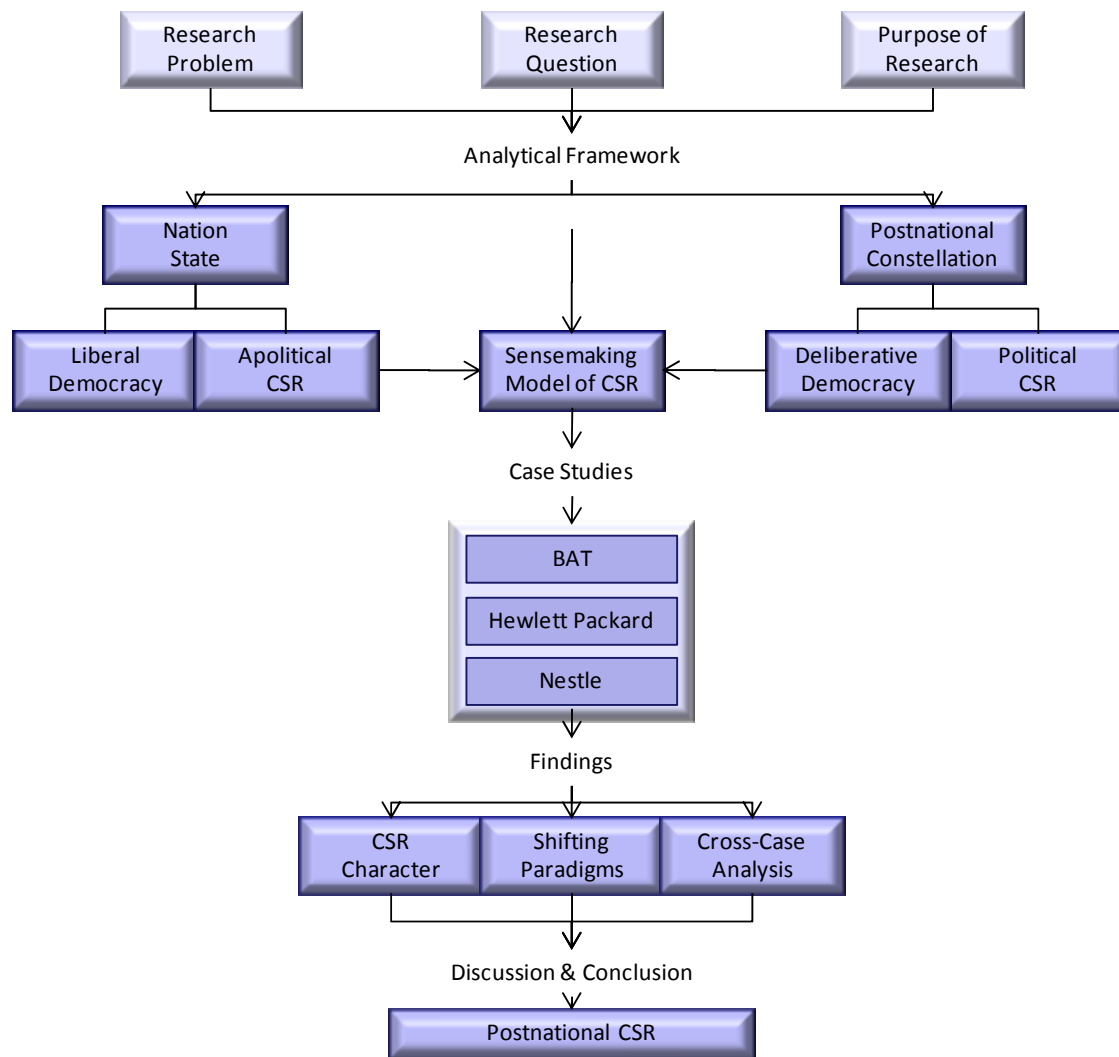 Research
Problem
Research
Question
Purpose of
Research
Analytical Framework
Nation
State
Postnational
Constellation
Liberal
Democracy
Apolitical
CSR
Sensemaking
Model of CSR
Deliberative
Democracy
Political
CSR
Case Studies
BAT
Hewlett Packard
Nestle
Findings
CSR
Character
Shifting
Paradigms
Cross-Case
Analysis
Discussion & Conclusion
Postnational CSR